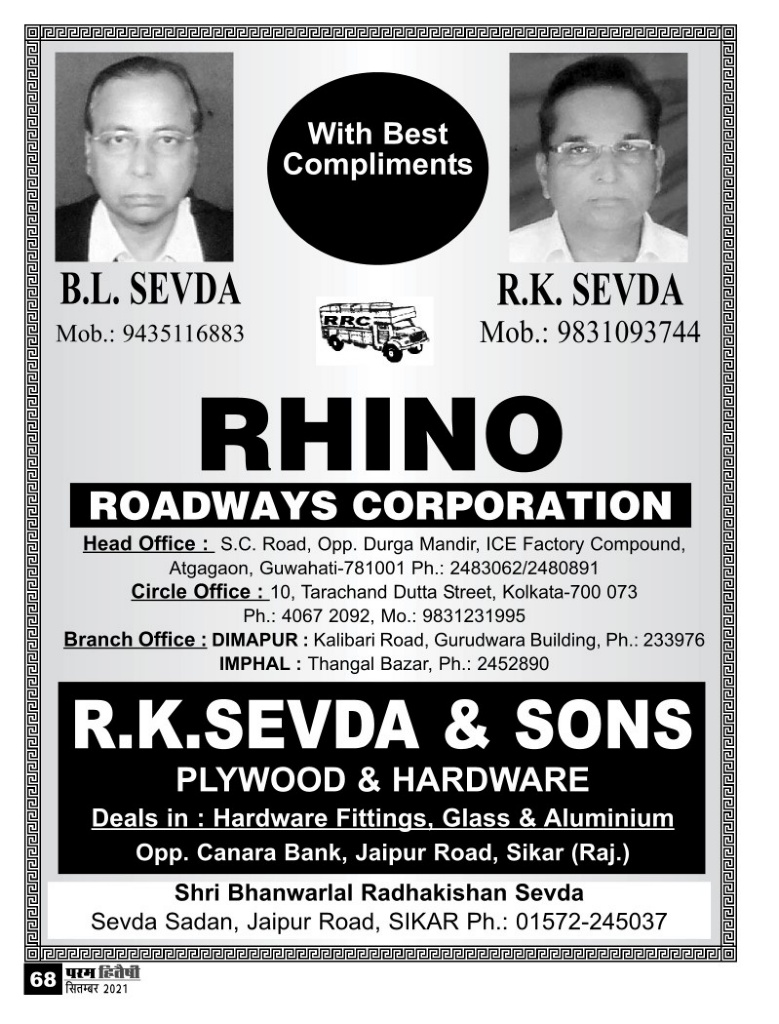 With Best
Compliments
B.L. SEVDA
Mob.: 9435116883
R.K. SEVDA
Mob.: 9831093744
RRC
RHINO
ROADWAYS CORPORATION
Head Office : S.C. Road, Opp. Durga Mandir, ICE Factory Compound,
Atgagaon, Guwahati-781001 Ph.: 2483062/2480891
Circle Office : 10, Tarachand Dutta Street, Kolkata-700 073
Ph.: 4067 2092, Mo.: 9831231995
Branch Office : DIMAPUR : Kalibari Road, Gurudwara Building, Ph.: 233976
IMPHAL : Thangal Bazar, Ph.: 2452890
R.K.SEVDA & SONS
PLYWOOD & HARDWARE
Deals in : Hardware Fittings, Glass & Aluminium
Opp. Canara Bank, Jaipur Road, Sikar (Raj.)
Shri Bhanwarlal Radhakishan Sevda
Sevda Sadan, Jaipur Road, SIKAR Ph.: 01572-245037
68 परम हितैषी
सितम्बर 2021